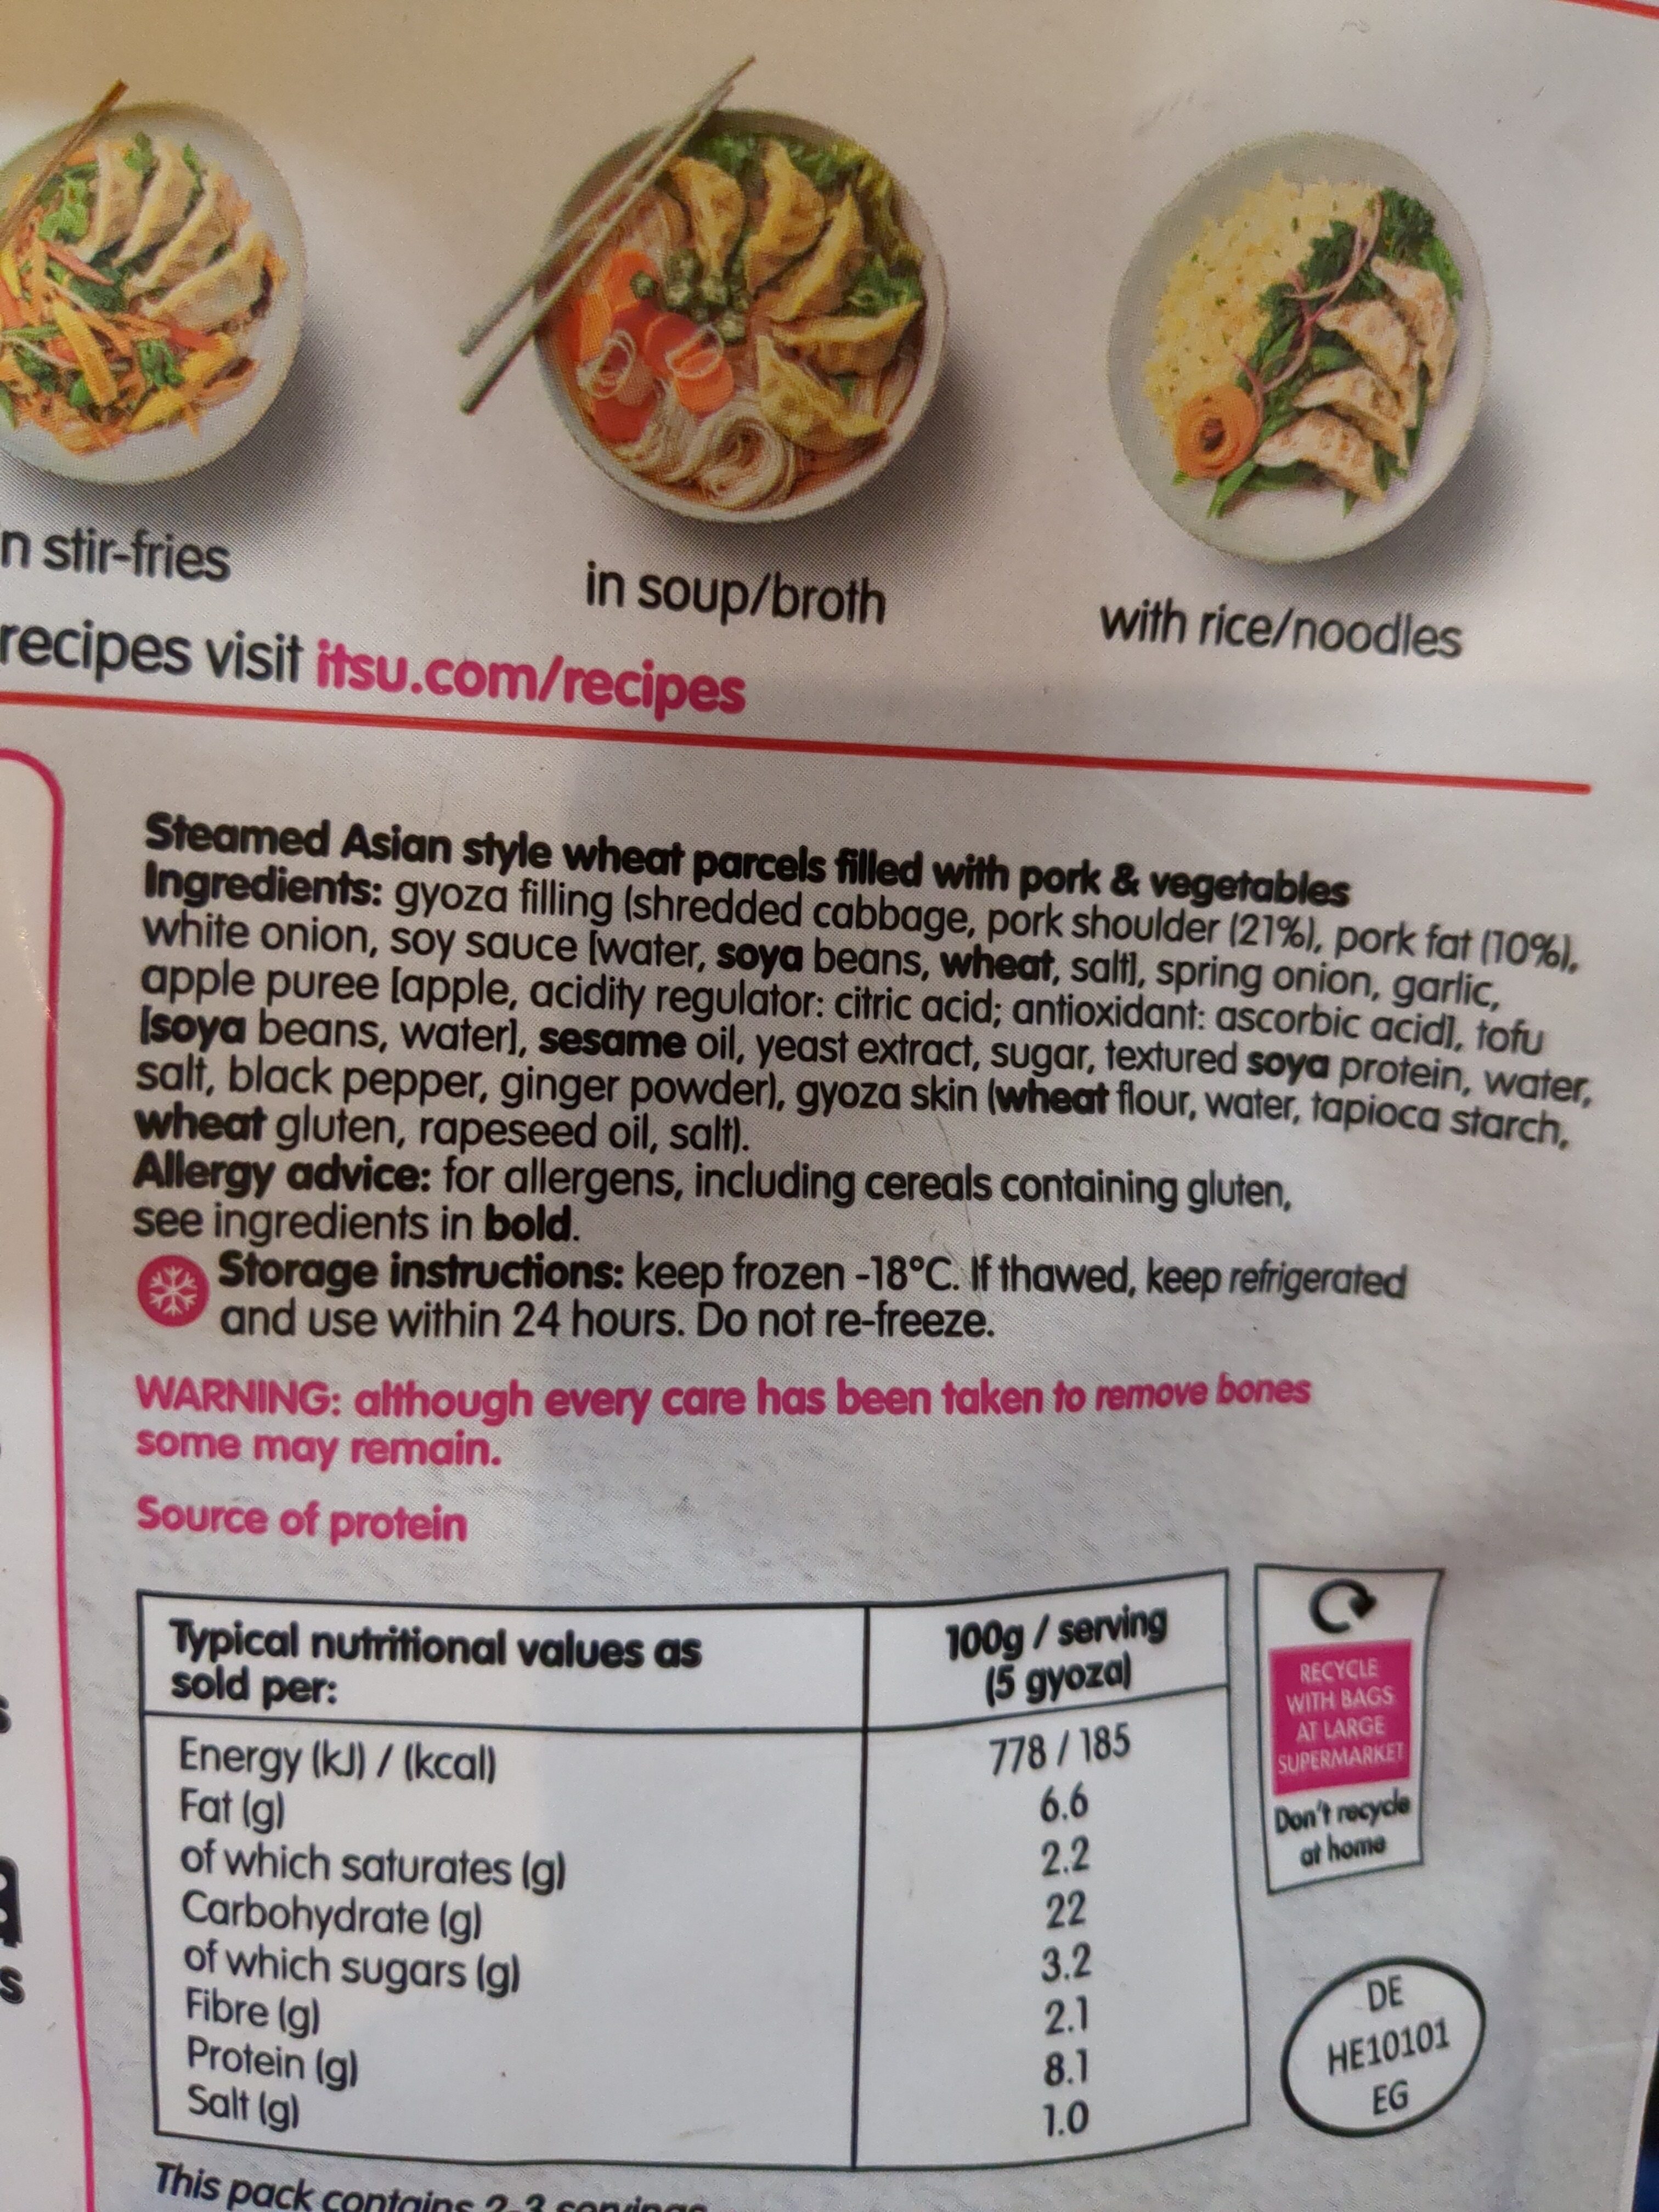 n stir-fries
in soup/broth
with rice/noodles
recipes visit itsu.com/recipes
Steamed Asian style wheat parcels filled with pork & vegetables
Ingredients: gyoza filling (shredded cabbage, pork shoulder (21%), pork fat (10%),
white onion, soy sauce [water, soya beans, wheat, salt], spring onion, garlic,
apple puree [apple, acidity regulator: citric acid; antioxidant: ascorbic acid], tofu
[soya beans, water], sesame oil, yeast extract, sugar, textured soya protein, water,
salt, black pepper, ginger powder), gyoza skin (wheat flour, water, tapioca starch,
wheat gluten, rapeseed oil, salt).
Allergy advice: for allergens, including cereals containing gluten,
see ingredients in bold.
Storage instructions: keep frozen -18°C. If thawed, keep refrigerated
and use within 24 hours. Do not re-freeze.
WARNING: although every care has been taken to remove bones
some may remain.
Source of protein
Typical nutritional values as
sold per:
100g / serving
(5 gyoza)
Energy (kJ) / (kcal) 778 / 185
Fat (g) 6.6
of which saturates (g) 2.2
Carbohydrate (g) 22
of which sugars (g) 3.2
Fibre (g) 2.1
Protein (g) 8.1
Salt (g) 1.0
RECYCLE
WITH BAGS
AT LARGE
SUPERMARKET
Don't recycle
at home
DE
HE10101
EG
This pack contains 2-3 servings